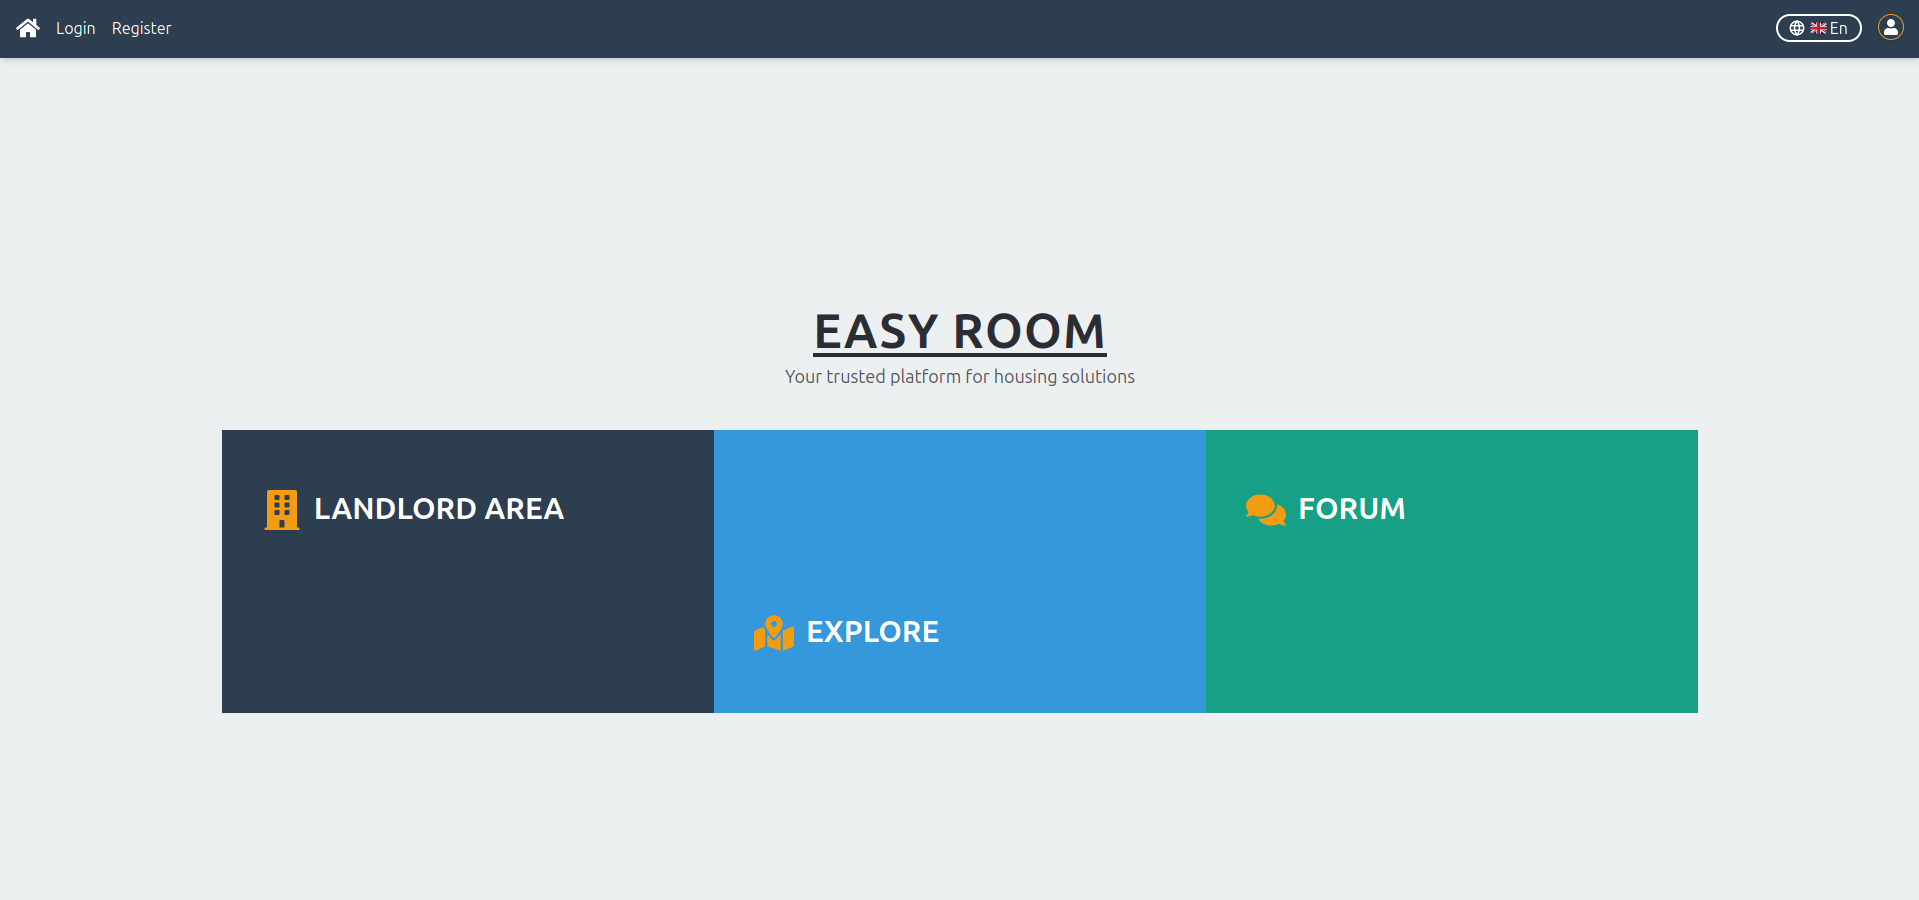 Login Register
En
EASY ROOM
Your trusted platform for housing solutions
LANDLORD AREA
EXPLORE
FORUM